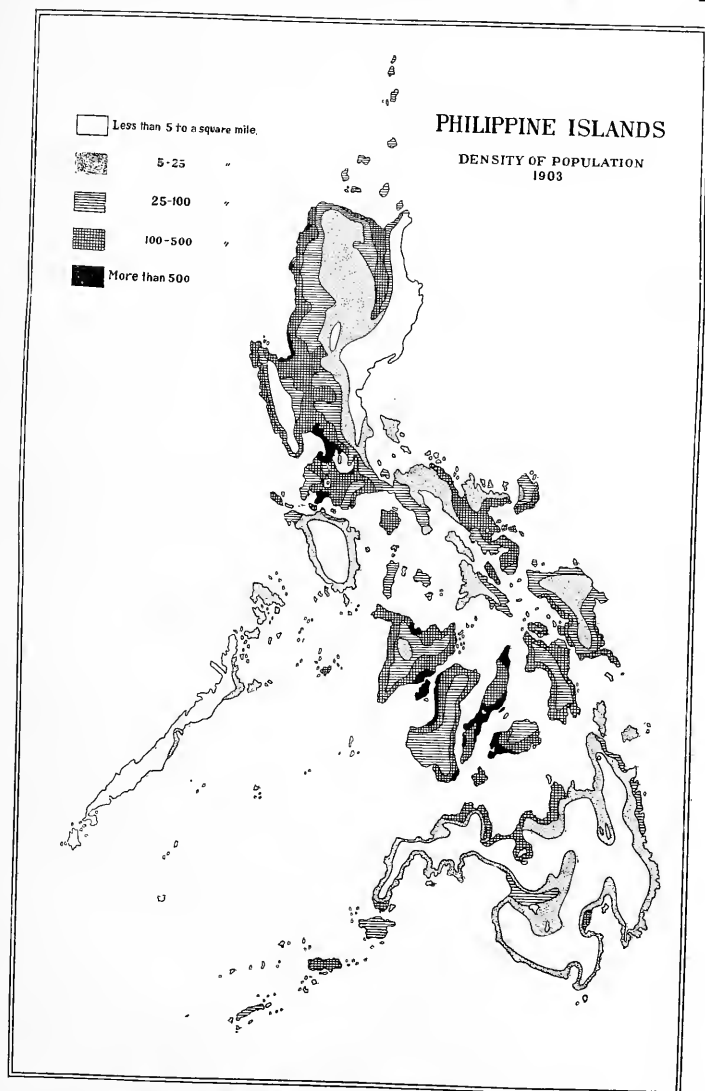 PHILIPPINE ISLANDS
DENSITY OF POPULATION
1903
Less than 5 to a square mile.
5-25 "
25-100 "
100-500 "
More than 500